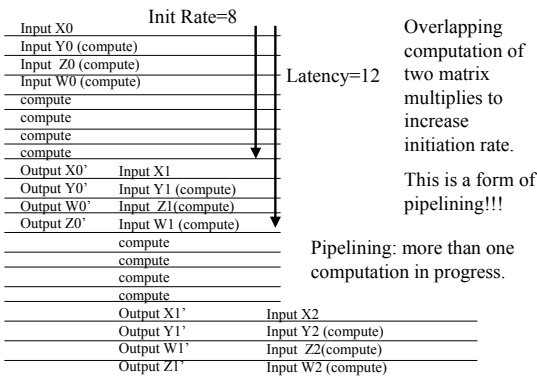 Init Rate=8
Input X0
Input Y0 (compute)
Input Z0 (compute)
Input W0 (compute)
compute
compute
compute
compute
Latency=12
Overlapping
computation of
two matrix
multiplies to
increase
initiation rate.
This is a form of
pipelining!!!
Output X0’ Input X1
Output Y0’ Input Y1 (compute)
Output W0’ Input Z1(compute)
Output Z0’ Input W1 (compute)
compute
compute
compute
compute
Pipelining: more than one
computation in progress.
Output X1’ Input X2
Output Y1’ Input Y2 (compute)
Output W1’ Input Z2(compute)
Output Z1’ Input W2 (compute)